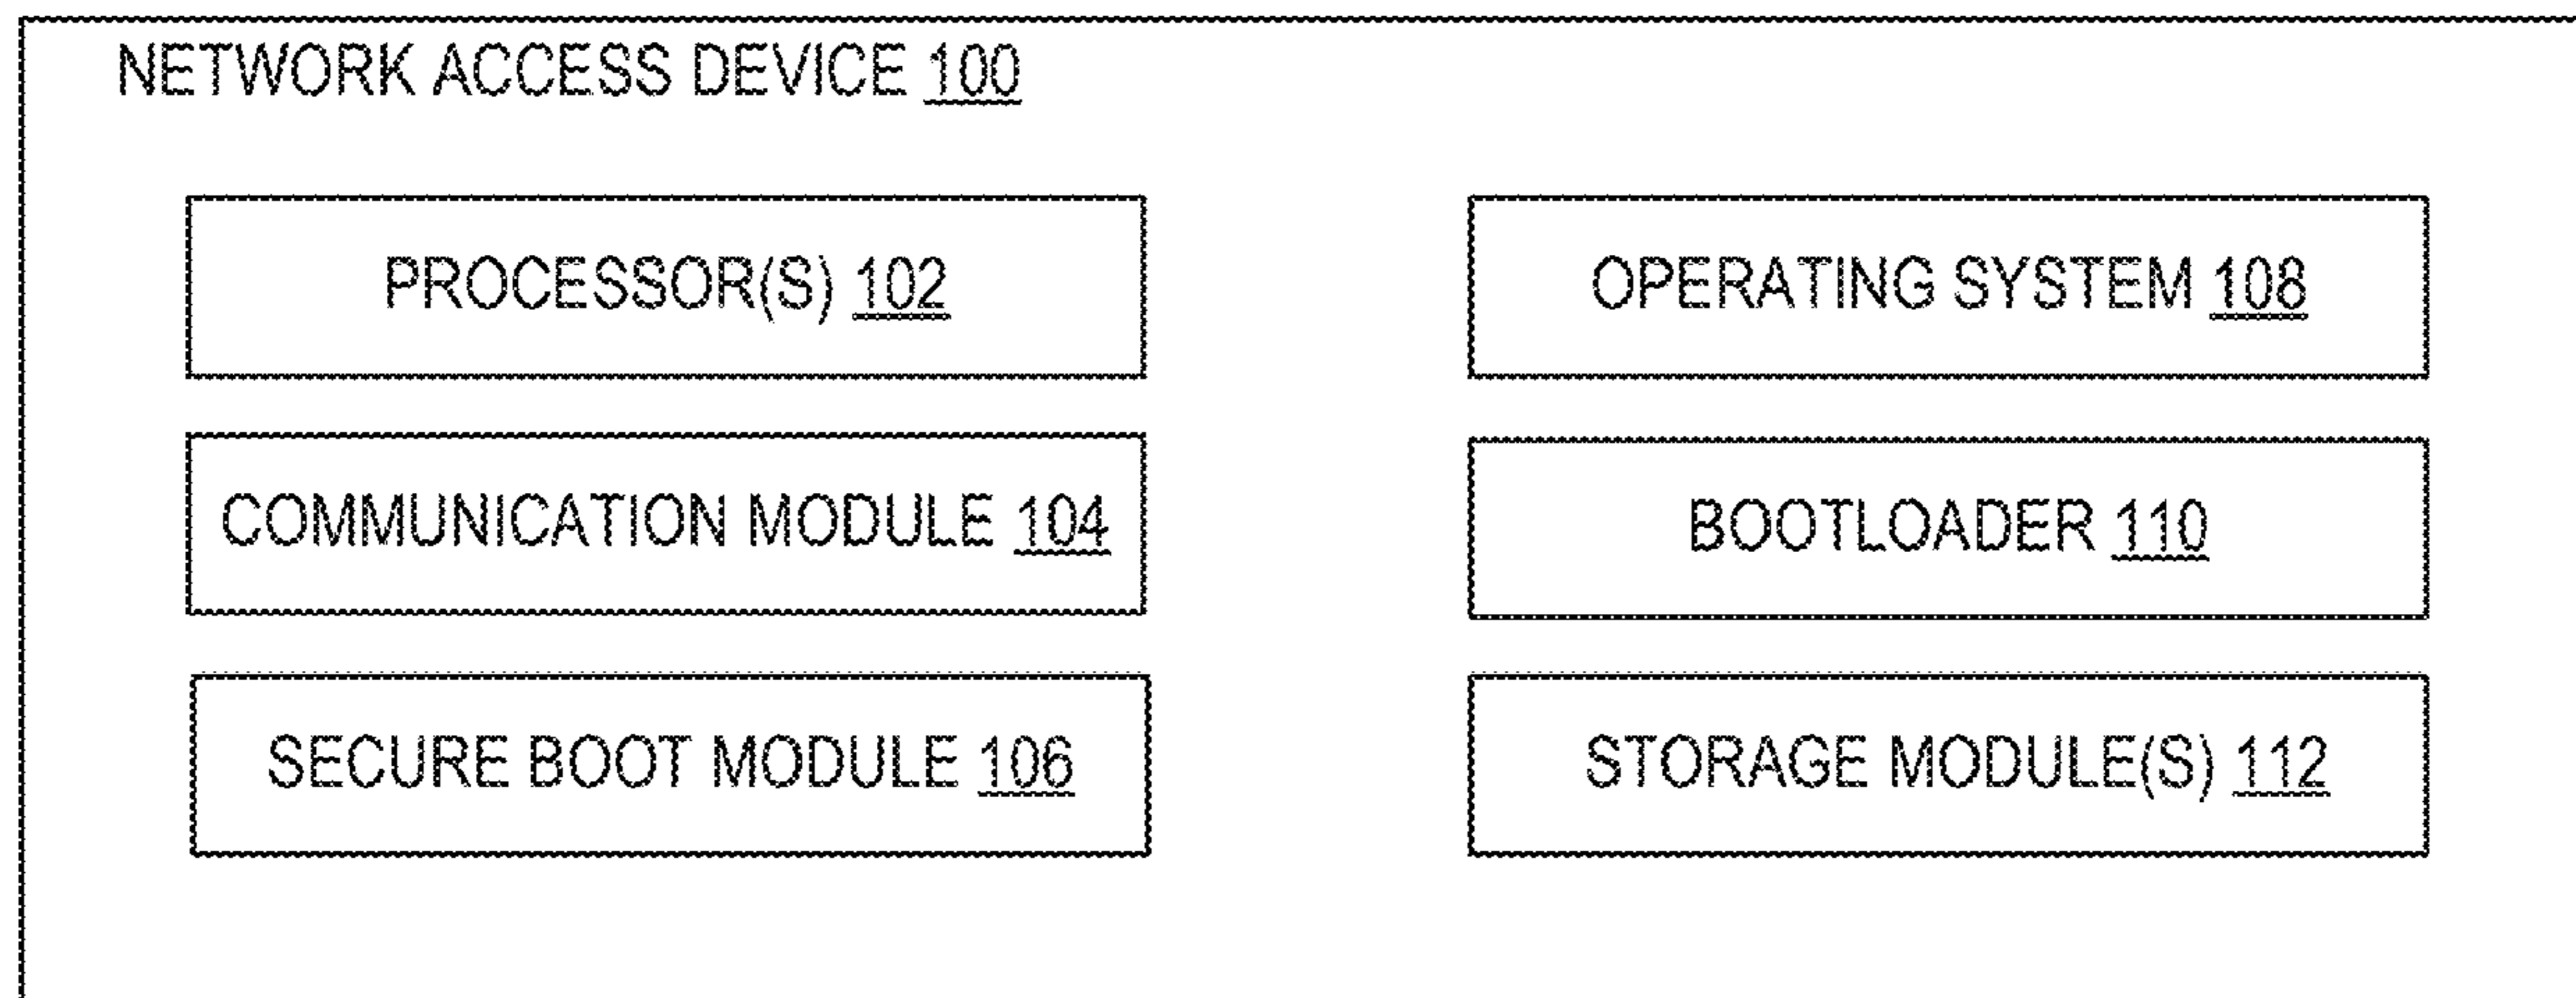 NETWORK ACCESS DEVICE 100
PROCESSOR(S) 102
OPERATING SYSTEM 108
COMMUNICATION MODULE 104
BOOTLOADER 110
SECURE BOOT MODULE 106
STORAGE MODULE(S) 112